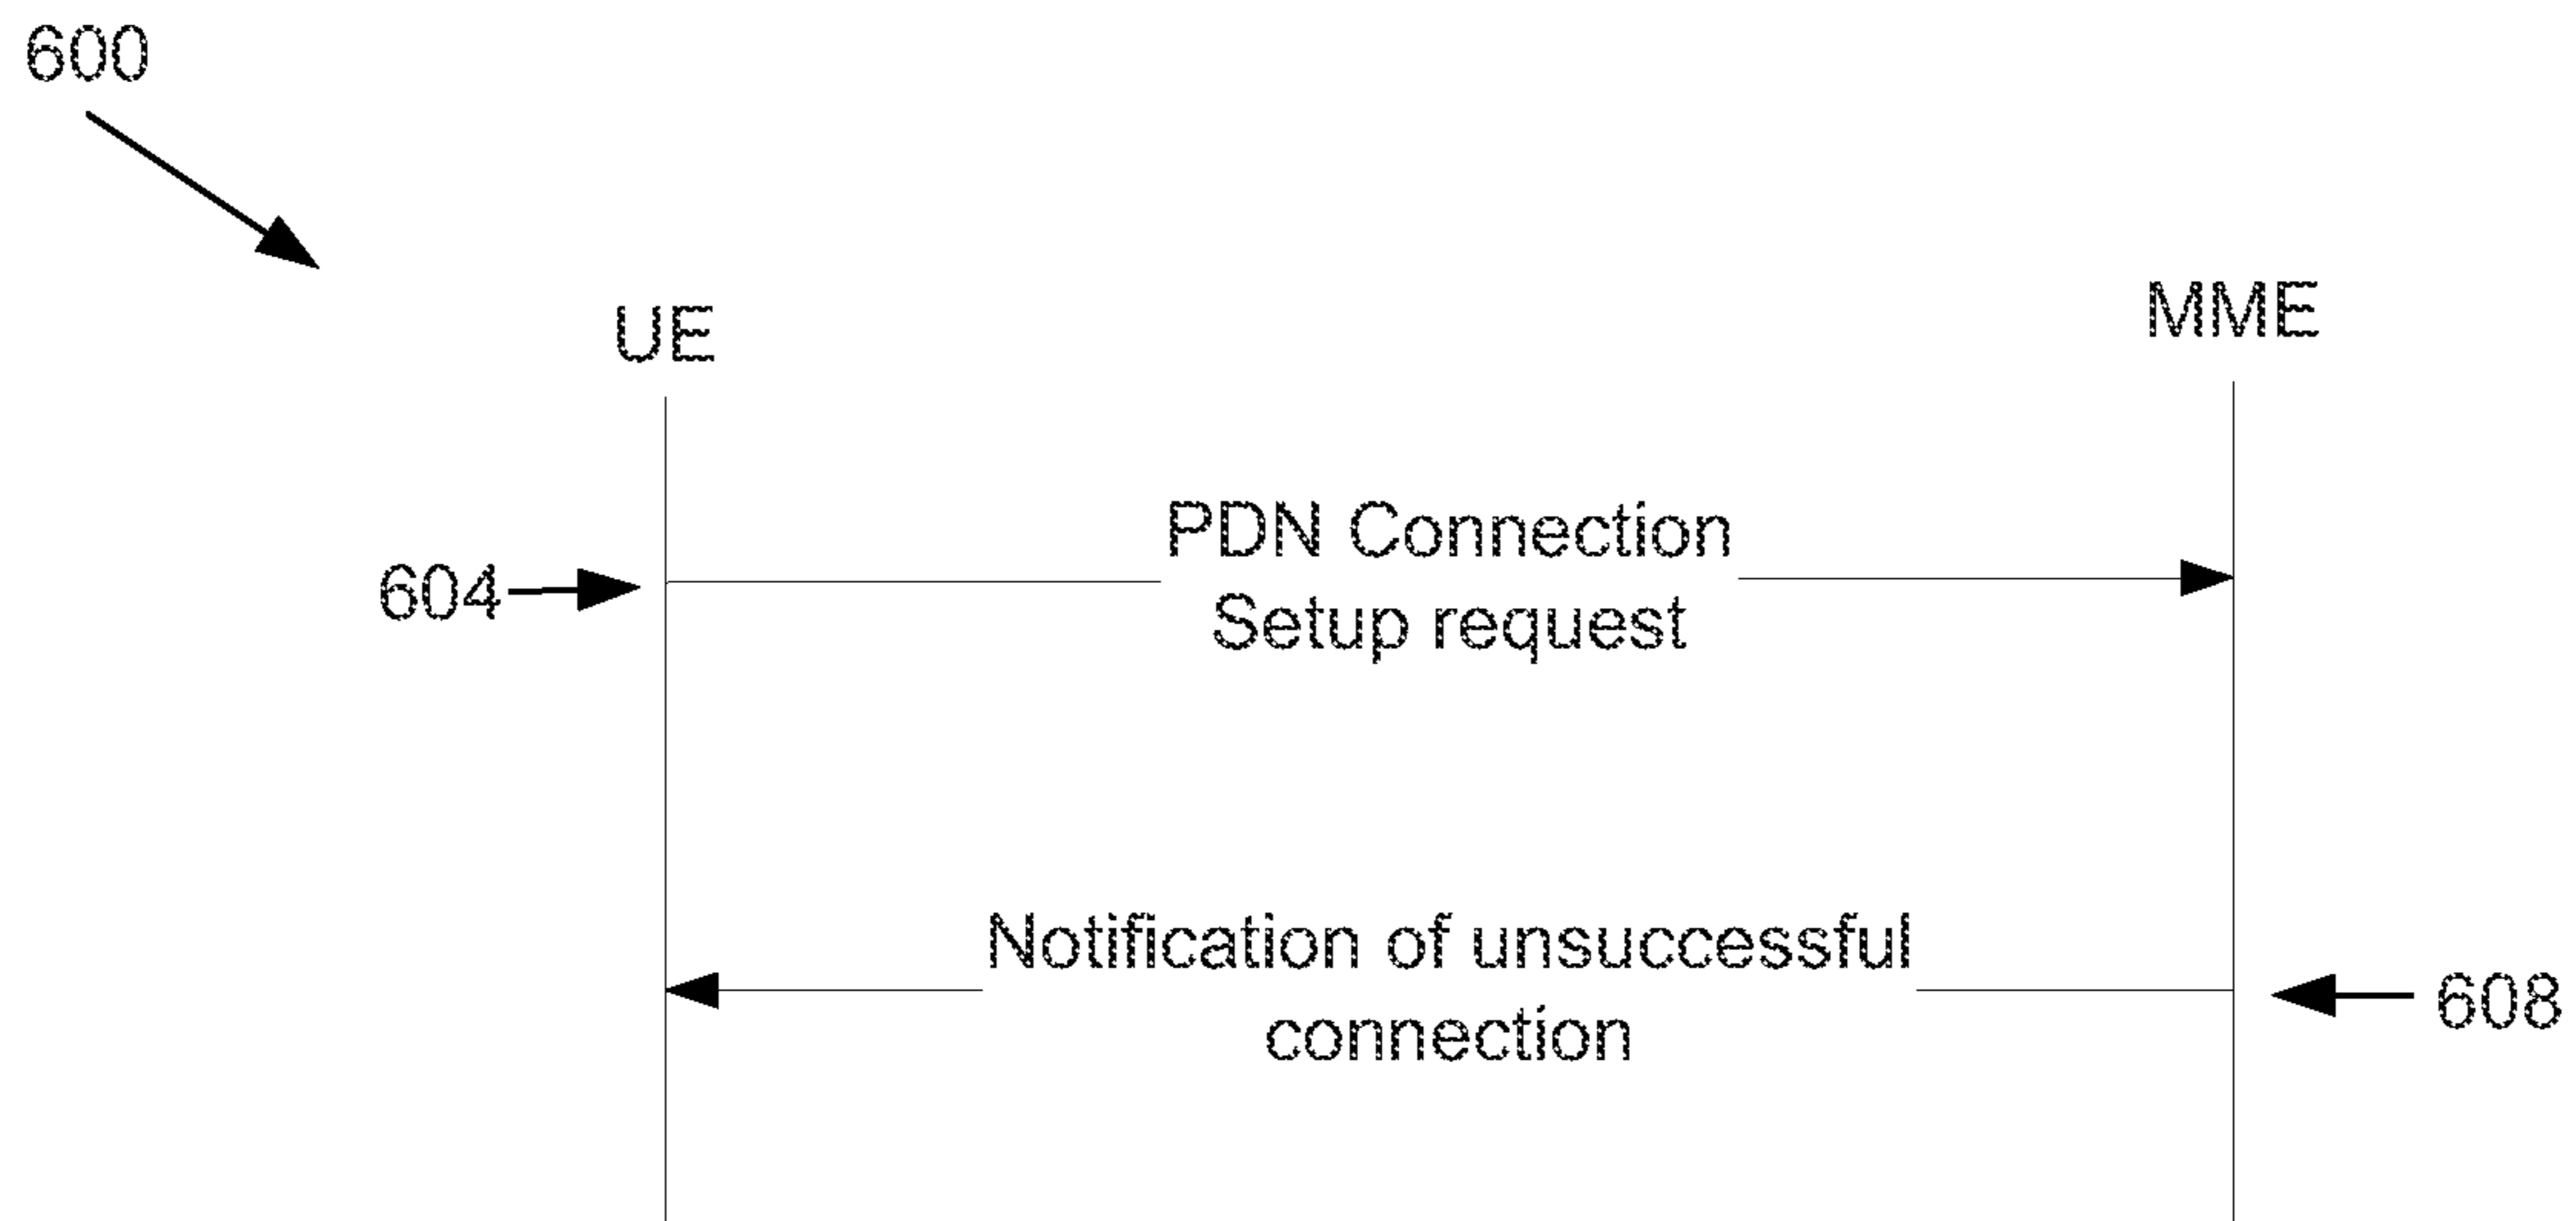 600
UE
MME
PDN Connection
Setup request
604
Notification of unsuccessful
connection
608